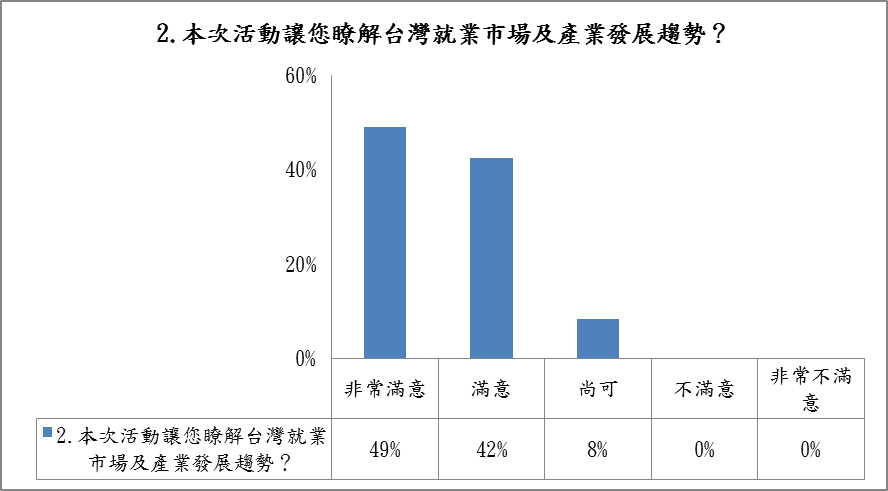 2.本次活動讓您瞭解台灣就業市場及產業發展趨勢？
60%
40%
20%
0%
非常滿意 滿意 尚可 不滿意 非常不滿
意
2.本次活動讓您瞭解台灣就業
市場及產業發展趨勢？
49% 42% 8% 0% 0%